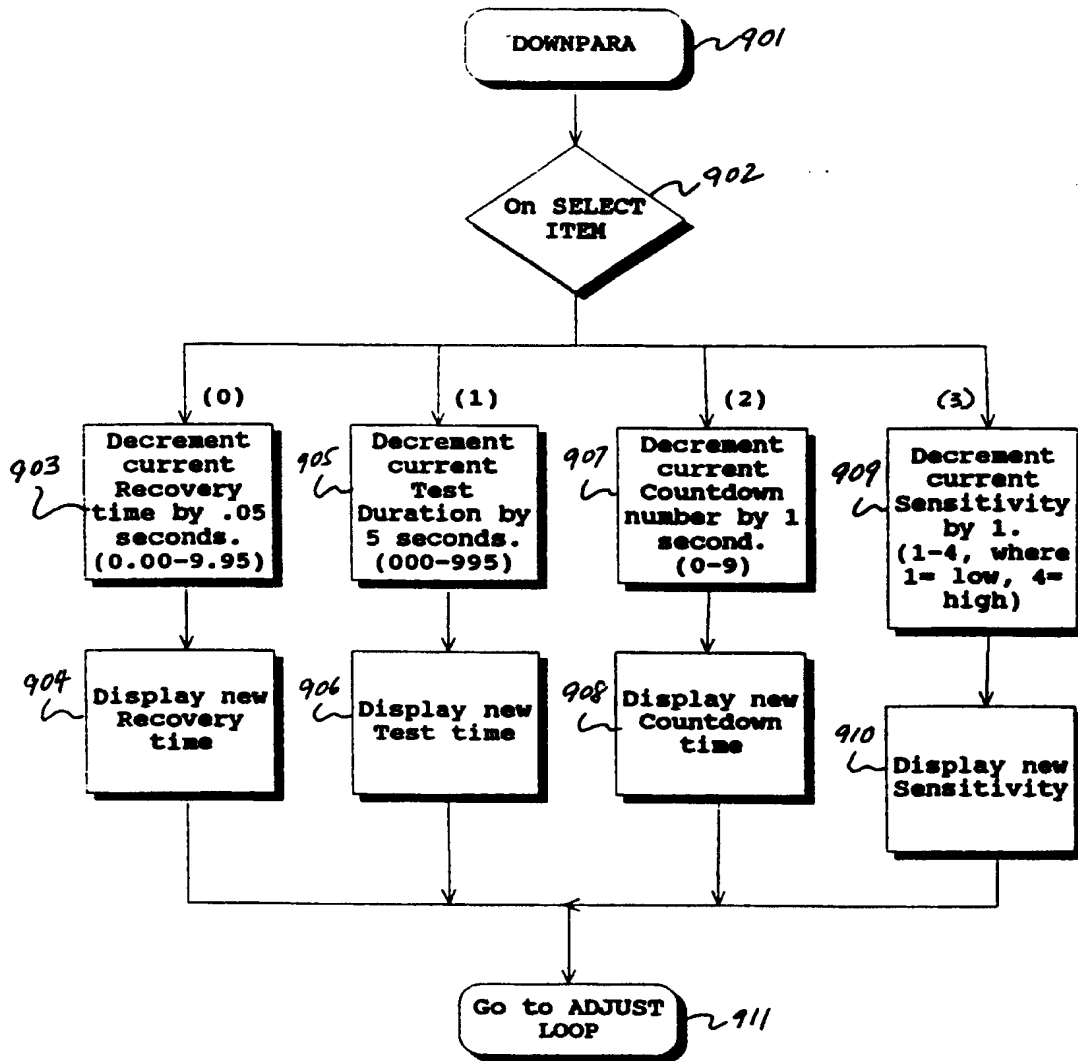 DOWNPARA
901
On SELECT
ITEM
902
(0)
(1)
(2)
(3)
903
Decrement
current
Recovery
time by .05
seconds.
(0.00-9.95)
905
Decrement
current
Test
Duration by
5 seconds.
(000-995)
907
Decrement
current
Countdown
number by 1
second.
(0-9)
909
Decrement
current
Sensitivity
by 1.
(1-4, where
1= low, 4=
high)
904
Display new
Recovery
time
906
Display new
Test time
908
Display new
Countdown
time
910
Display new
Sensitivity
Go to ADJUST
LOOP
911